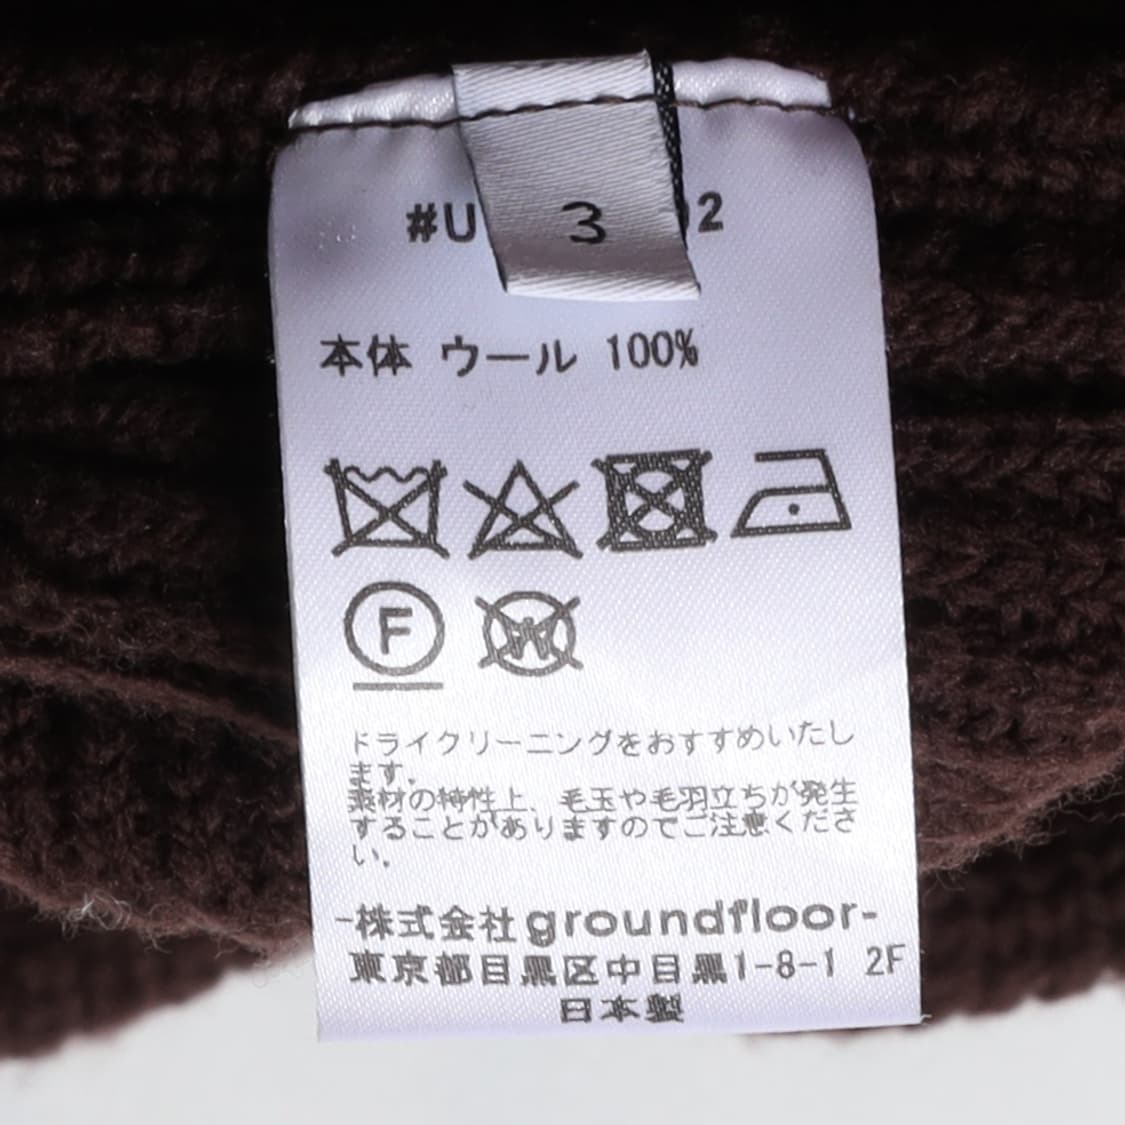 #U
3
2
本体 ウール 100%
F
W
ドライクリーニングをおすすめいたし
ます。
素材の特性上、毛玉や毛羽立ちが発生
することがありますのでご注意くださ
い。
-株式会社groundfloor-
東京都目黒区中目黒1-8-1 2F
日本製